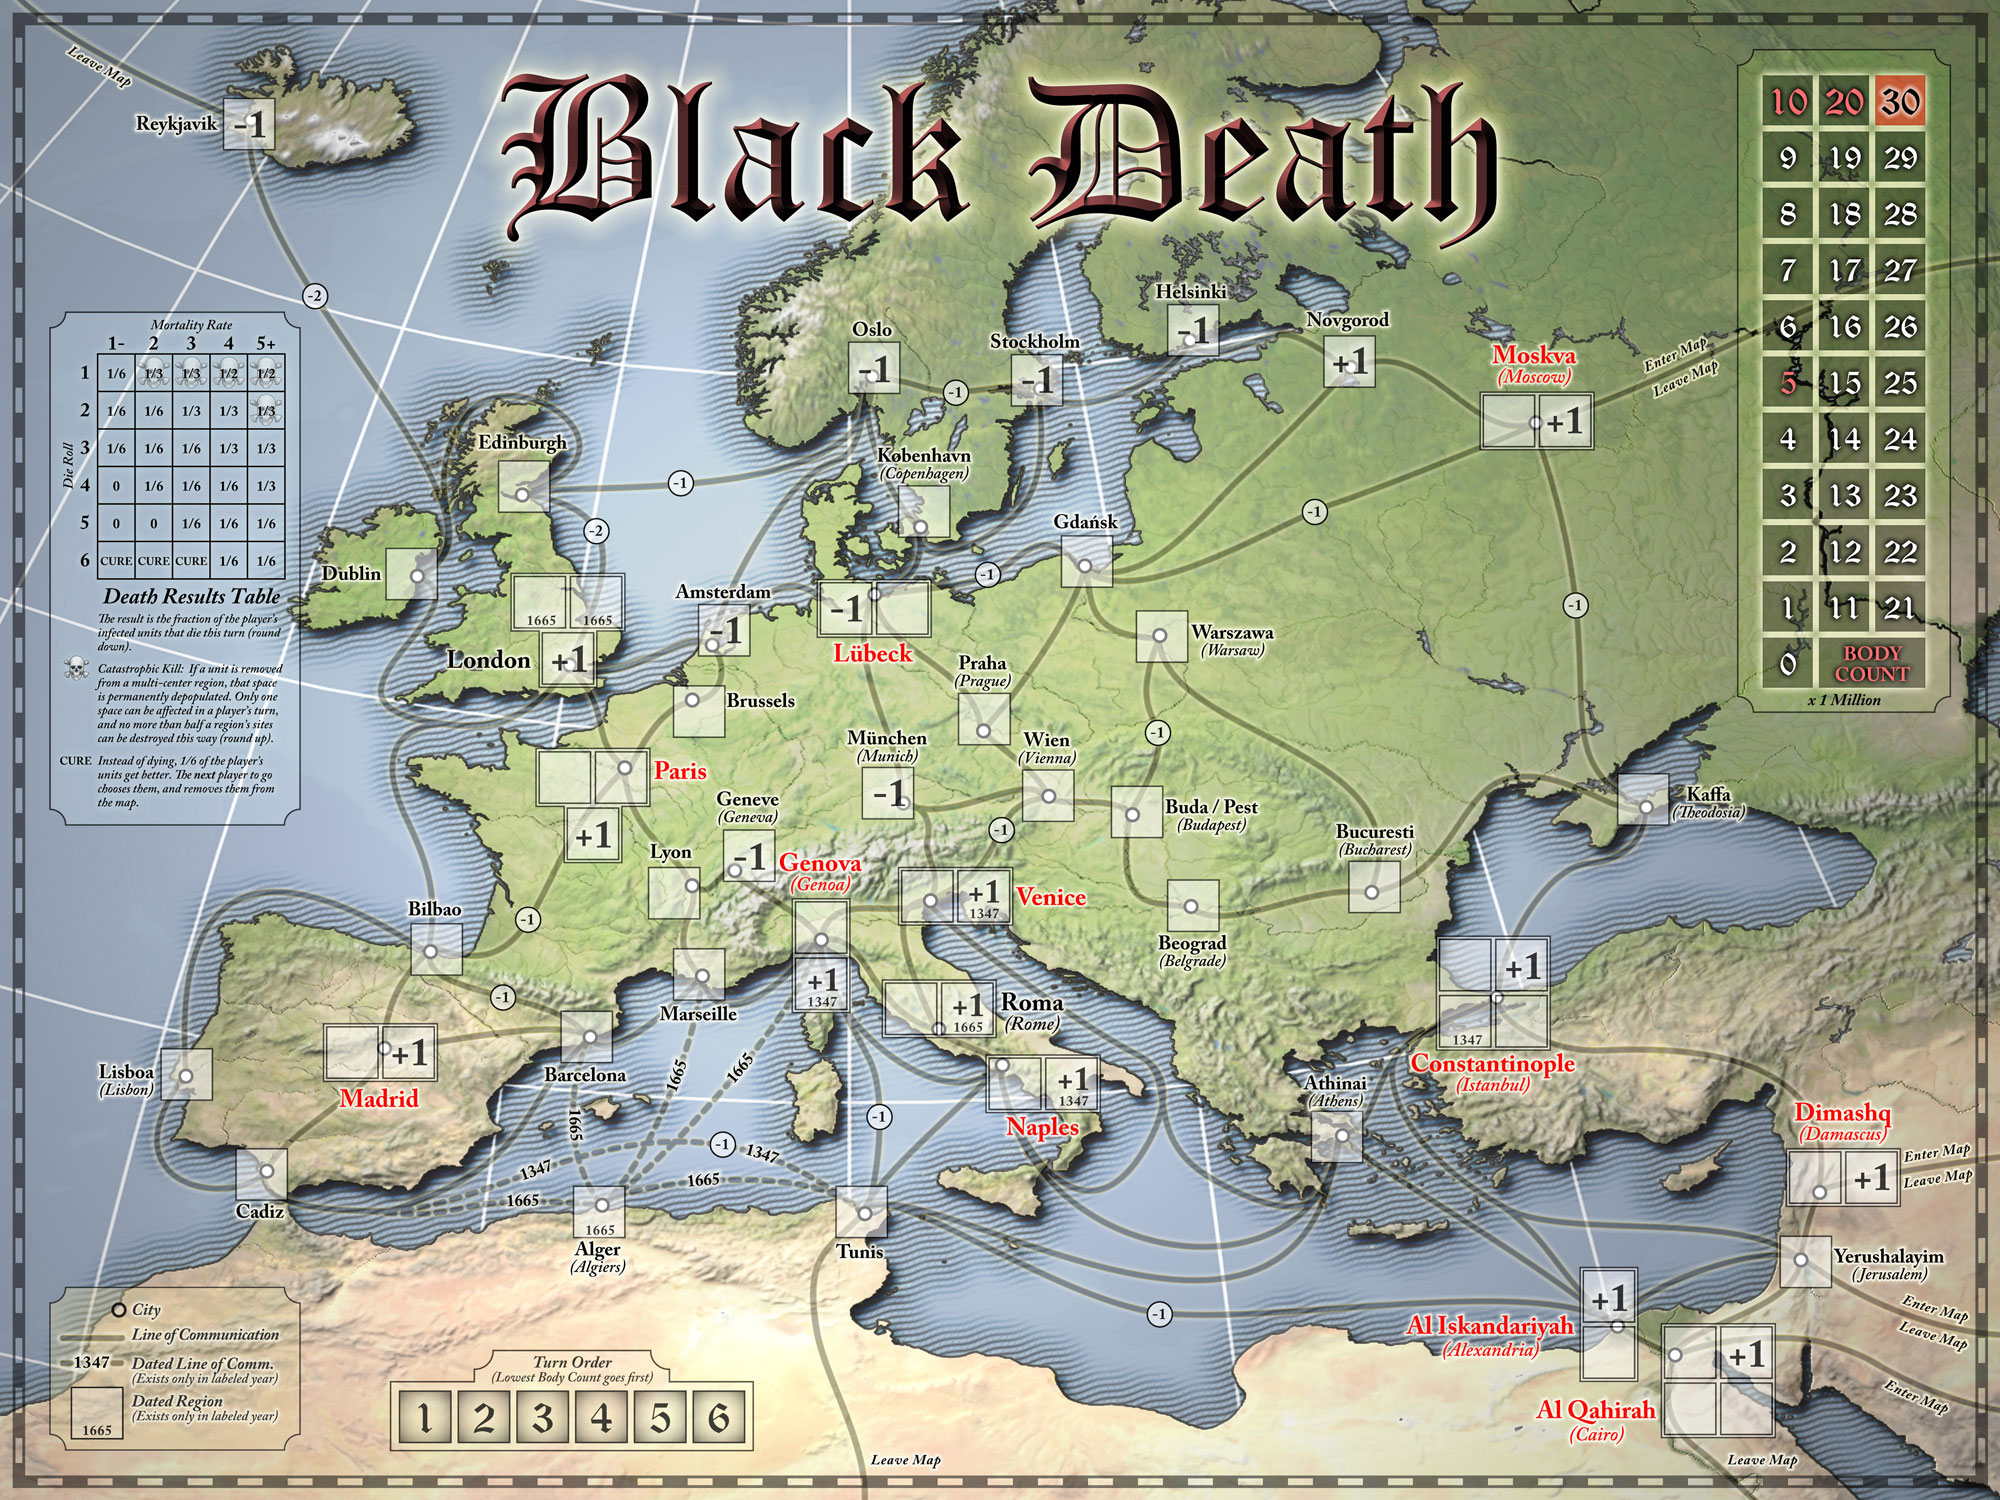 Black Death
Leave Map
Reykjavik
-1
-2
10 20 30
9 19 29
8 18 28
7 17 27
6 16 26
5 15 25
4 14 24
3 13 23
2 12 22
1 11 21
0 BODY
COUNT
x 1 Million
Mortality Rate
1- 2 3 4 5+
Die Roll
1 1/6 1/3 1/3 1/2 1/2
2 1/6 1/6 1/3 1/3 1/3
3 1/6 1/6 1/6 1/3 1/3
4 0 1/6 1/6 1/6 1/3
5 0 0 1/6 1/6 1/6
6 CURE CURE CURE 1/6 1/6
Death Results Table
The result is the fraction of the player's
infected units that die this turn (round
down).
Catastrophic Kill: If a unit is removed
from a multi-center region, that space
is permanently depopulated. Only one
space can be affected in a player's turn,
and no more than half a region's sites
can be destroyed this way (round up).
CURE Instead of dying, 1/6 of the player's
units get better. The next player to go
chooses them, and removes them from
the map.
Oslo
-1
-1
Stockholm
-1
Helsinki
-1
Novgorod
+1
Moskva
(Moscow)
+1
Enter Map
Leave Map
Edinburgh
-1
-2
København
(Copenhagen)
Gdańsk
-1
-1
-1
Dublin
1665 1665
London
+1
Amsterdam
-1
-1
Lübeck
Brussels
Praha
(Prague)
Warszawa
(Warsaw)
-1
Paris
+1
München
(Munich)
-1
Wien
(Vienna)
-1
Buda / Pest
(Budapest)
Bucuresti
(Bucharest)
Kaffa
(Theodosia)
Geneve
(Geneva)
-1
Lyon
Genova
(Genoa)
+1
1347
+1
1347
Venice
Beograd
(Belgrade)
Bilbao
-1
-1
Marseille
+1
1665
Roma
(Rome)
+1
1347
Constantinople
(Istanbul)
Lisboa
(Lisbon)
+1
Madrid
Barcelona
1665
1665
1665
-1
+1
1347
Naples
Athinai
(Athens)
Dimashq
(Damascus)
+1
Enter Map
Leave Map
Cadiz
1347
-1
1347
1665
1665
1665
Alger
(Algiers)
Tunis
-1
Yerushalayim
(Jerusalem)
Enter Map
Leave Map
+1
Al Iskandariyah
(Alexandria)
+1
Al Qahirah
(Cairo)
Enter Map
Leave Map
Leave Map
City
Line of Communication
1347 Dated Line of Comm.
(Exists only in labeled year)
Dated Region
(Exists only in labeled year)
1665
Turn Order
(Lowest Body Count goes first)
1 2 3 4 5 6